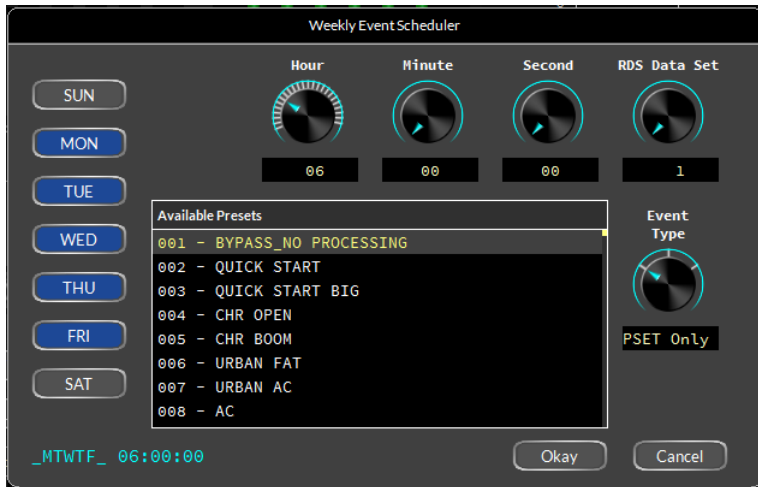 Weekly Event Scheduler
Hour Minute Second RDS Data Set
06 00 00 1
SUN
MON
TUE
WED
THU
FRI
SAT
Available Presets
001 - BYPASS_NO PROCESSING
002 - QUICK START
003 - QUICK START BIG
004 - CHR OPEN
005 - CHR BOOM
006 - URBAN FAT
007 - URBAN AC
008 - AC
Event
Type
PSET Only
_MTWTF_ 06:00:00
Okay Cancel